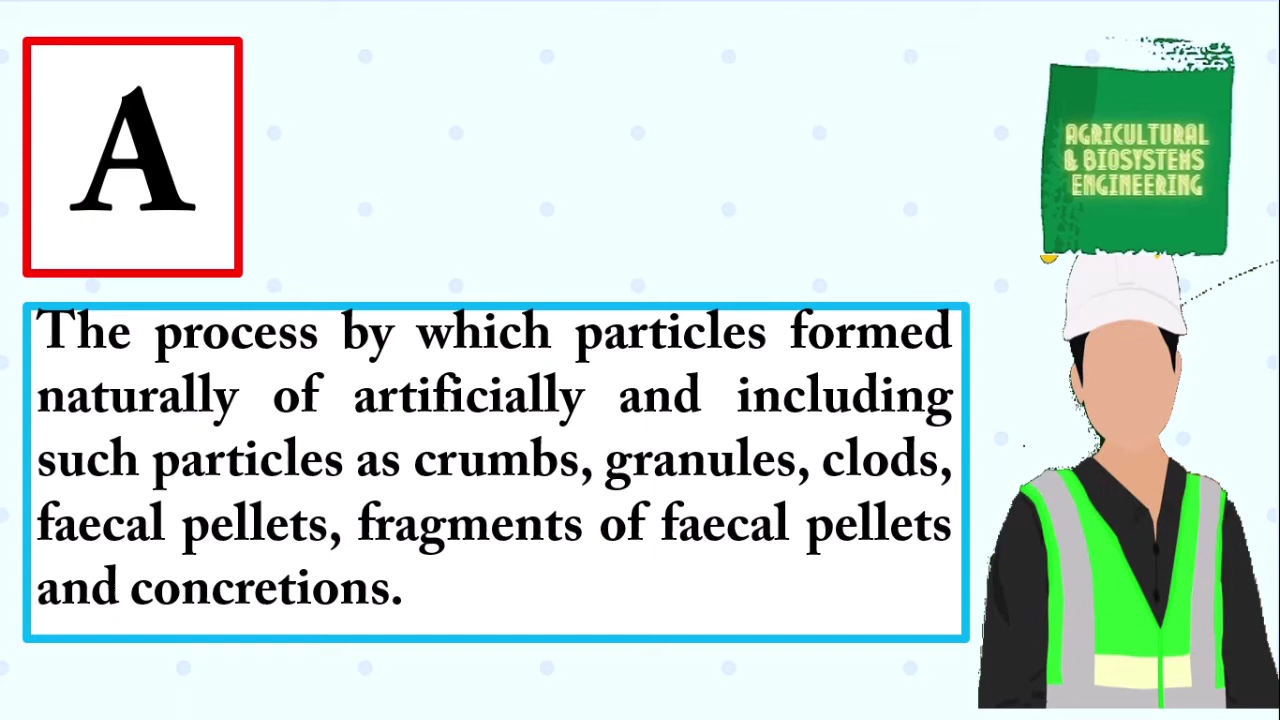 A
AGRICULTURAL
& BIOSYSTEMS
ENGINEERING
The process by which particles formed
naturally of artificially and including
such particles as crumbs, granules, clods,
faecal pellets, fragments of faecal pellets
and concretions.